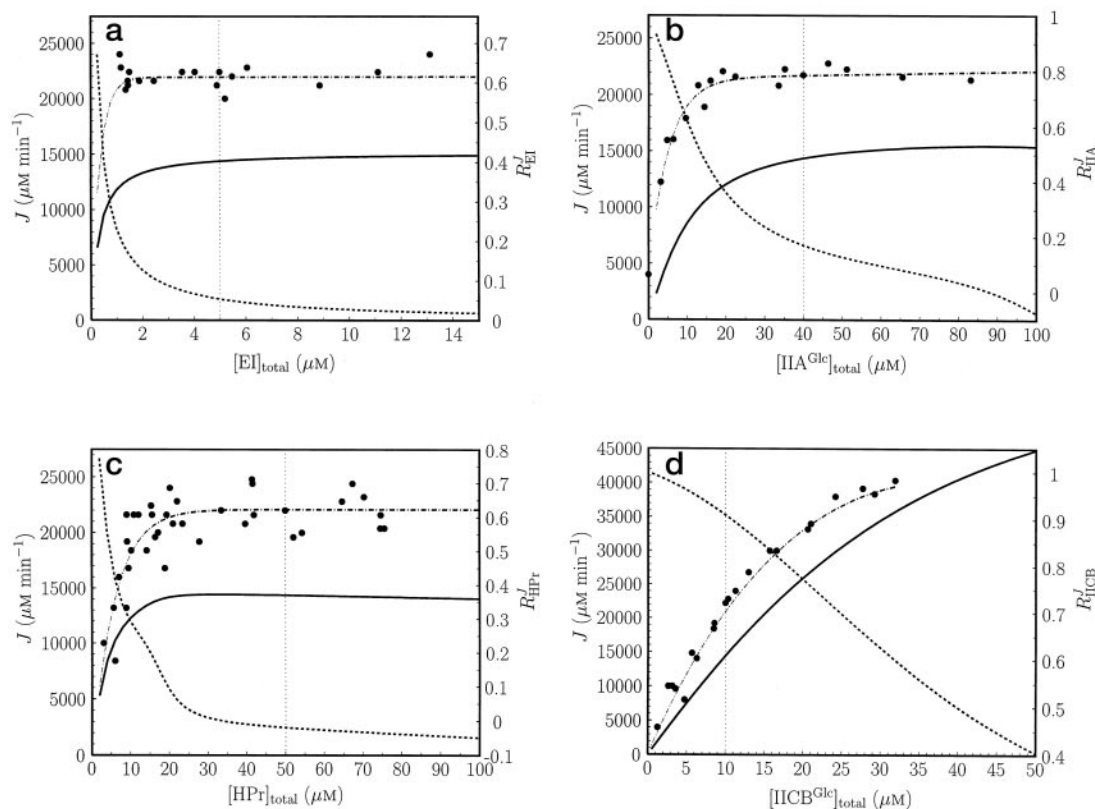 a
25000
20000
15000
10000
5000
0
J (μM min⁻¹)
0.7
0.6
0.5
0.4
0.3
0.2
0.1
0
R^J_EI
0 2 4 6 8 10 12 14
[EI]total (μM)
b
25000
20000
15000
10000
5000
0
J (μM min⁻¹)
1
0.8
0.6
0.4
0.2
0
R^J_IIA
0 10 20 30 40 50 60 70 80 90 100
[IIA^Glc]total (μM)
c
25000
20000
15000
10000
5000
0
J (μM min⁻¹)
0.8
0.7
0.6
0.5
0.4
0.3
0.2
0.1
0
-0.1
R^J_HPr
0 10 20 30 40 50 60 70 80 90 100
[HPr]total (μM)
d
45000
40000
35000
30000
25000
20000
15000
10000
5000
0
J (μM min⁻¹)
1
0.9
0.8
0.7
0.6
0.5
0.4
R^J_IICB
0 5 10 15 20 25 30 35 40 45 50
[IICB^Glc]total (μM)